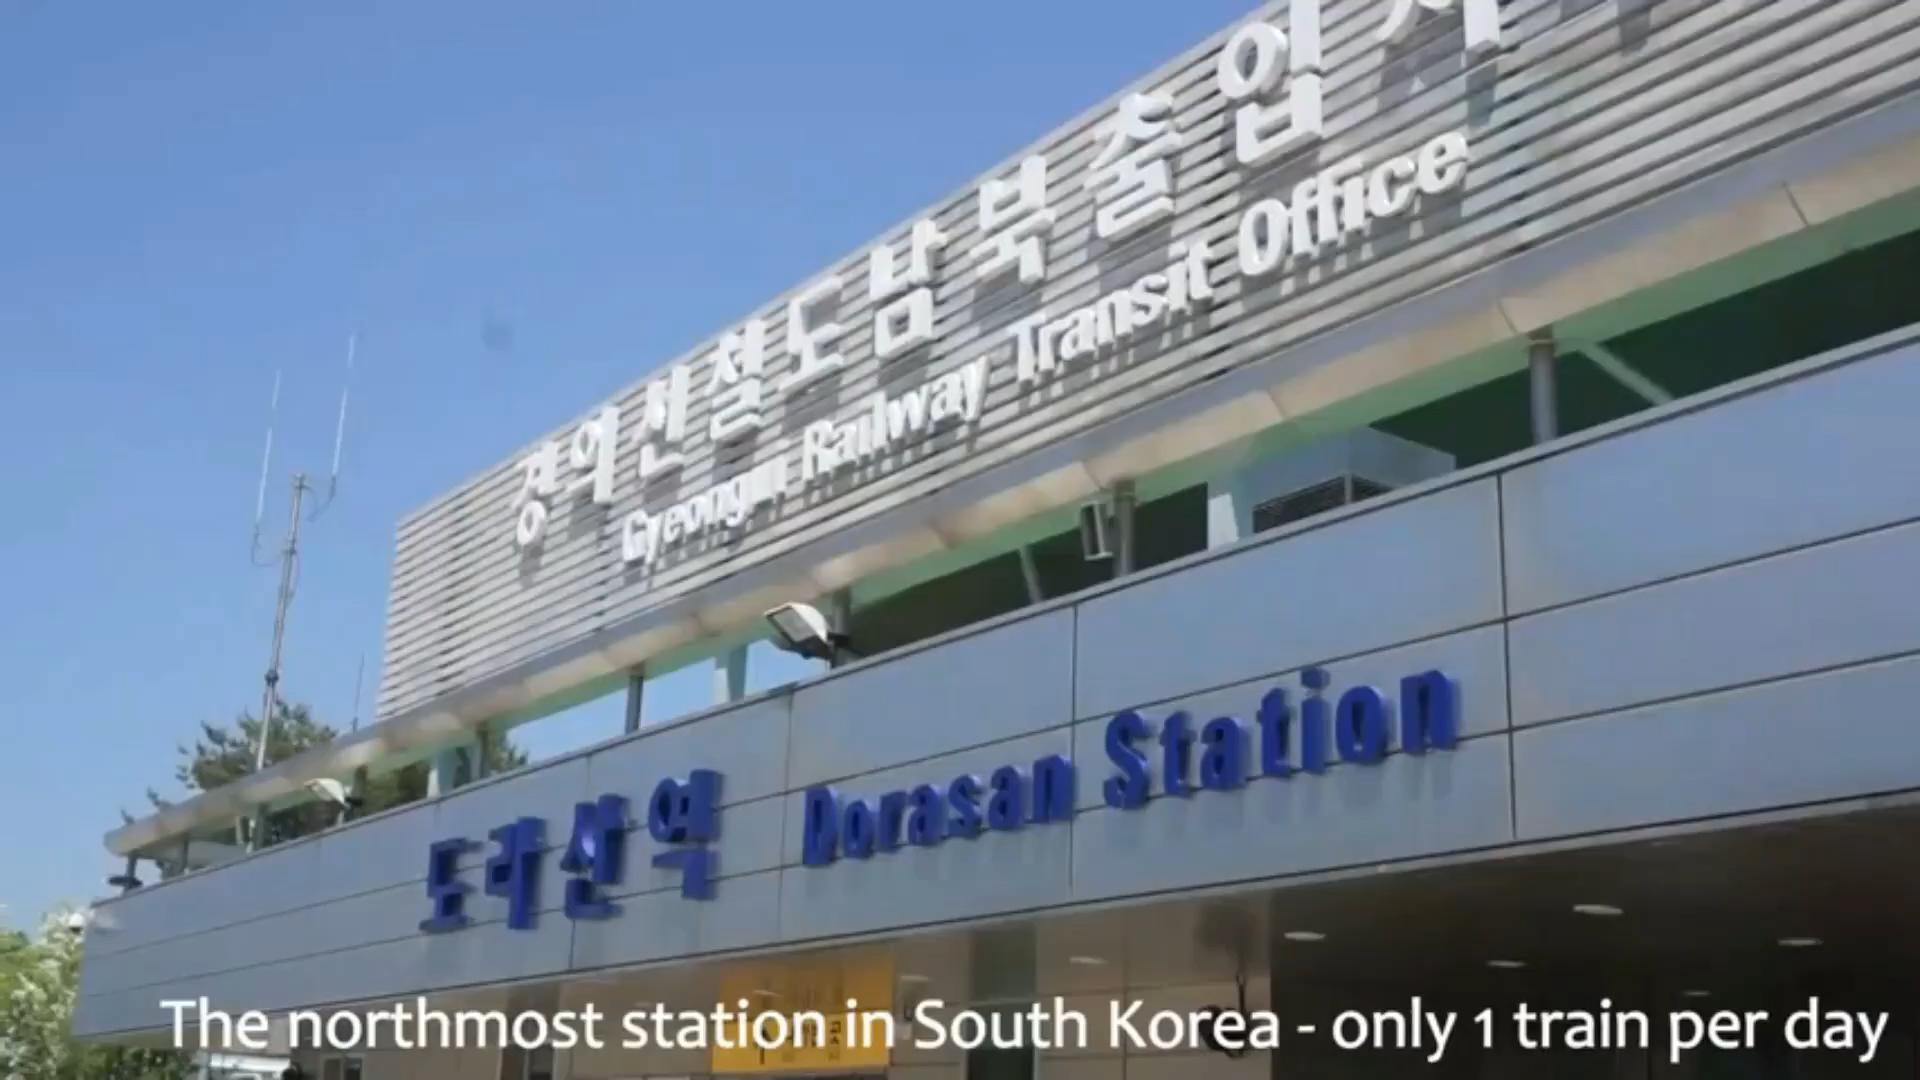 경의선철도남북출입사
Gyeongui Railway Transit Office
도라산역 Dorasan Station
The northmost station in South Korea - only 1 train per day